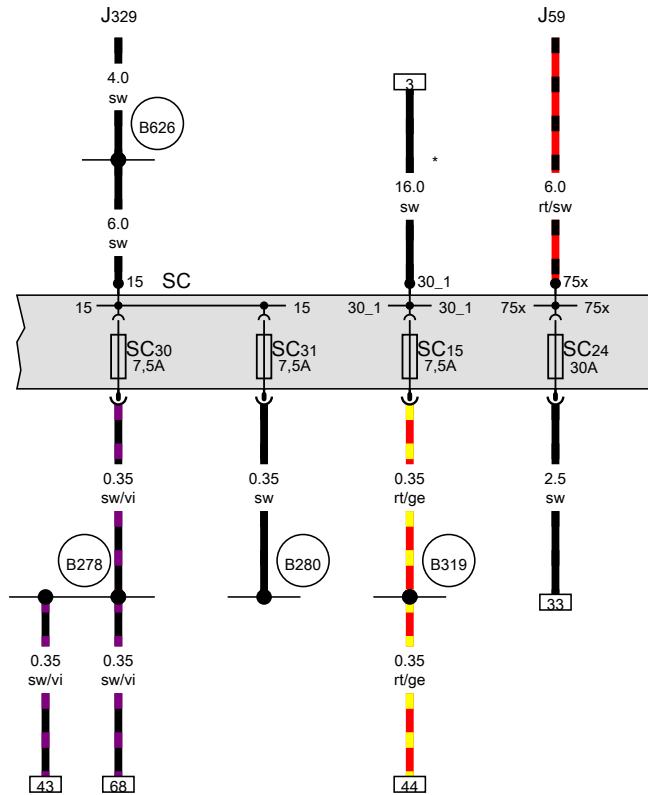 J329
J59
4.0
sw
B626
3
*
16.0
sw
6.0
rt/sw
6.0
sw
15
SC
30_1
75x
15
15
30_1
30_1
75x
75x
SC30
7,5A
SC31
7,5A
SC15
7,5A
SC24
30A
0.35
sw/vi
0.35
sw
0.35
rt/ge
2.5
sw
B278
B280
B319
33
0.35
sw/vi
0.35
sw/vi
0.35
rt/ge
43
68
44